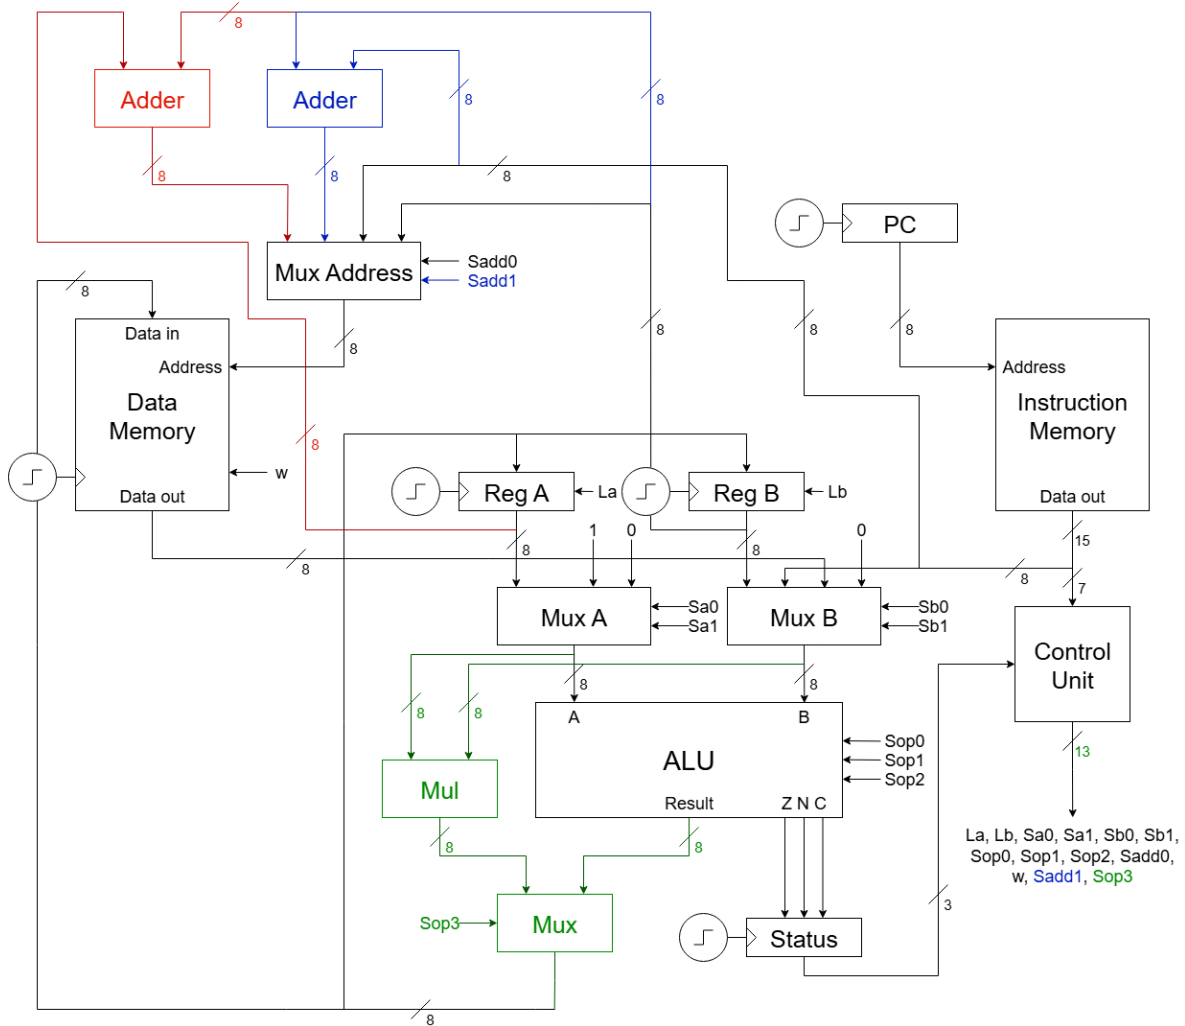 8
Adder
Adder
8
8
8
8
8
PC
Mux Address
Sadd0
Sadd1
8
8
8
8
8
Data in
Address
Data
Memory
w
Data out
Address
Instruction
Memory
Data out
8
Reg A
La
Reg B
Lb
1
0
0
8
8
15
8
8
7
Mux A
Sa0
Sa1
Mux B
Sb0
Sb1
Control
Unit
8
8
8
8
A
B
ALU
Sop0
Sop1
Sop2
Result
Z N C
13
Mul
8
8
La, Lb, Sa0, Sa1, Sb0, Sb1,
Sop0, Sop1, Sop2, Sadd0,
w, Sadd1, Sop3
3
Sop3
Mux
Status
8